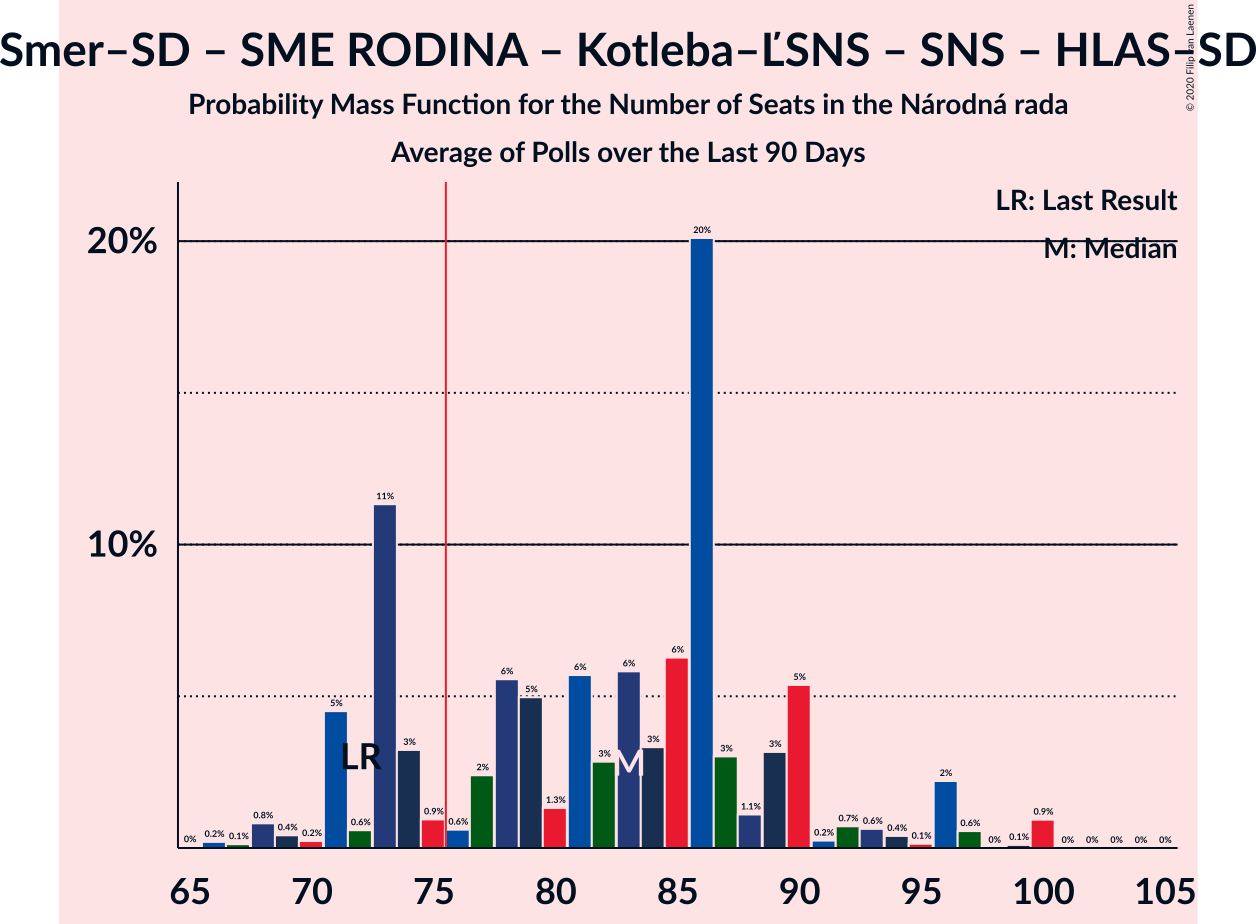 Smer–SD – SME RODINA – Kotleba–ĽSNS – SNS – HLAS–SD
Probability Mass Function for the Number of Seats in the Národná rada
Average of Polls over the Last 90 Days
© 2020 Filip van Laenen
LR: Last Result
M: Median
20%
10%
0% 0.2% 0.1% 0.8% 0.4% 0.2% 5% 0.6% 11% 3% 0.9% 0.6% 2% 6% 5% 1.3% 6% 3% 6% 3% 6% 20% 3% 1.1% 3% 5% 0.2% 0.7% 0.6% 0.4% 0.1% 2% 0.6% 0% 0.1% 0.9% 0% 0% 0% 0% 0%
LR M
65 70 75 80 85 90 95 100 105